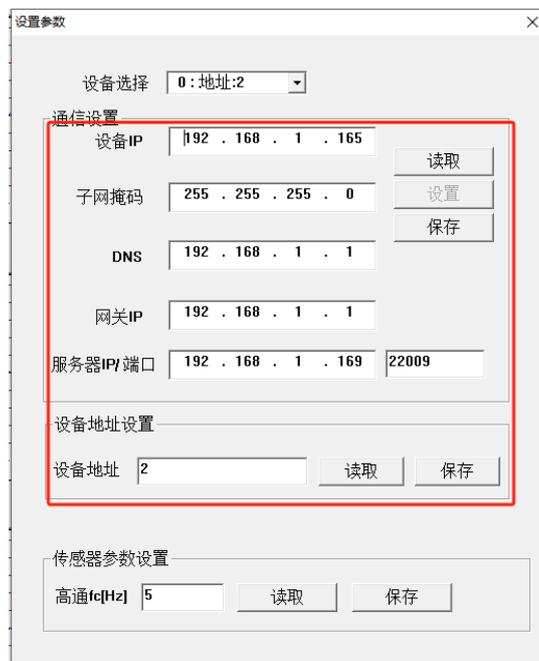 设置参数
设备选择 0 : 地址:2
通信设置
设备IP 192 . 168 . 1 . 165
读取
子网掩码 255 . 255 . 255 . 0
设置
保存
DNS 192 . 168 . 1 . 1
网关IP 192 . 168 . 1 . 1
服务器IP/端口 192 . 168 . 1 . 169 22009
设备地址设置
设备地址 2 读取 保存
传感器参数设置
高通fc[Hz] 5 读取 保存